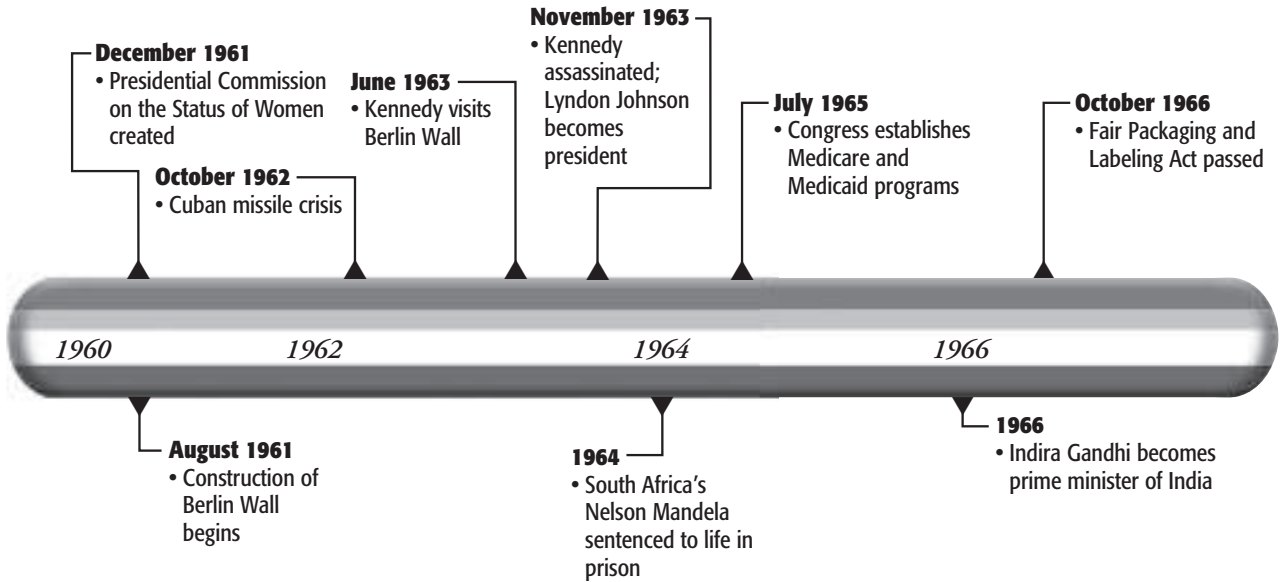 December 1961
• Presidential Commission
on the Status of Women
created
October 1962
• Cuban missile crisis
June 1963
• Kennedy visits
Berlin Wall
November 1963
• Kennedy
assassinated;
Lyndon Johnson
becomes
president
July 1965
• Congress establishes
Medicare and
Medicaid programs
October 1966
• Fair Packaging and
Labeling Act passed
1960
1962
1964
1966
August 1961
• Construction of
Berlin Wall
begins
1964
• South Africa's
Nelson Mandela
sentenced to life in
prison
1966
• Indira Gandhi becomes
prime minister of India